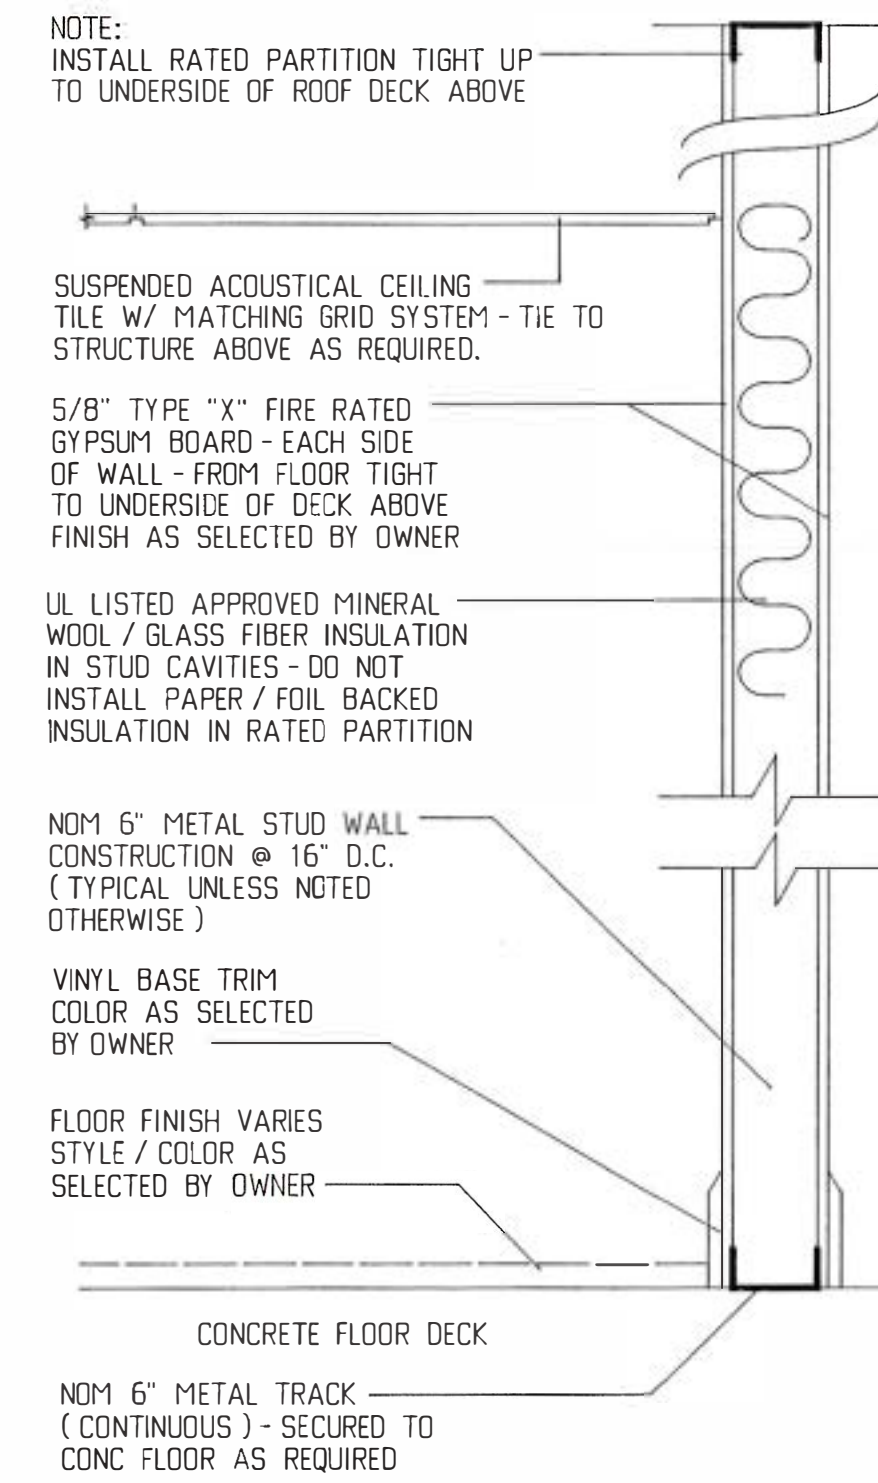 NOTE:
INSTALL RATED PARTITION TIGHT UP
TO UNDERSIDE OF ROOF DECK ABOVE
SUSPENDED ACOUSTICAL CEILING
TILE W/ MATCHING GRID SYSTEM - TIE TO
STRUCTURE ABOVE AS REQUIRED.
5/8" TYPE "X" FIRE RATED
GYPSUM BOARD - EACH SIDE
OF WALL - FROM FLOOR TIGHT
TO UNDERSIDE OF DECK ABOVE
FINISH AS SELECTED BY OWNER
UL LISTED APPROVED MINERAL
WOOL / GLASS FIBER INSULATION
IN STUD CAVITIES - DO NOT
INSTALL PAPER / FOIL BACKED
INSULATION IN RATED PARTITION
NOM 6" METAL STUD WALL
CONSTRUCTION @ 16" O.C.
( TYPICAL UNLESS NOTED
OTHERWISE )
VINYL BASE TRIM
COLOR AS SELECTED
BY OWNER
FLOOR FINISH VARIES
STYLE / COLOR AS
SELECTED BY OWNER
CONCRETE FLOOR DECK
NOM 6" METAL TRACK
( CONTINUOUS ) - SECURED TO
CONC FLOOR AS REQUIRED